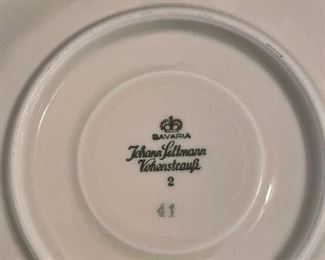 BAVARIA
Johann Seltmann
Vohenstrauß
2
41